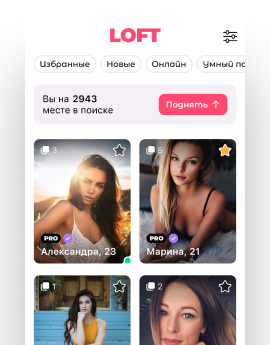 LOFT
Избранные Новые Онлайн Умный по
Вы на 2943
месте в поиске
Поднять ↑
3
5
PRO
PRO
Александра, 23
Марина, 21
1
2